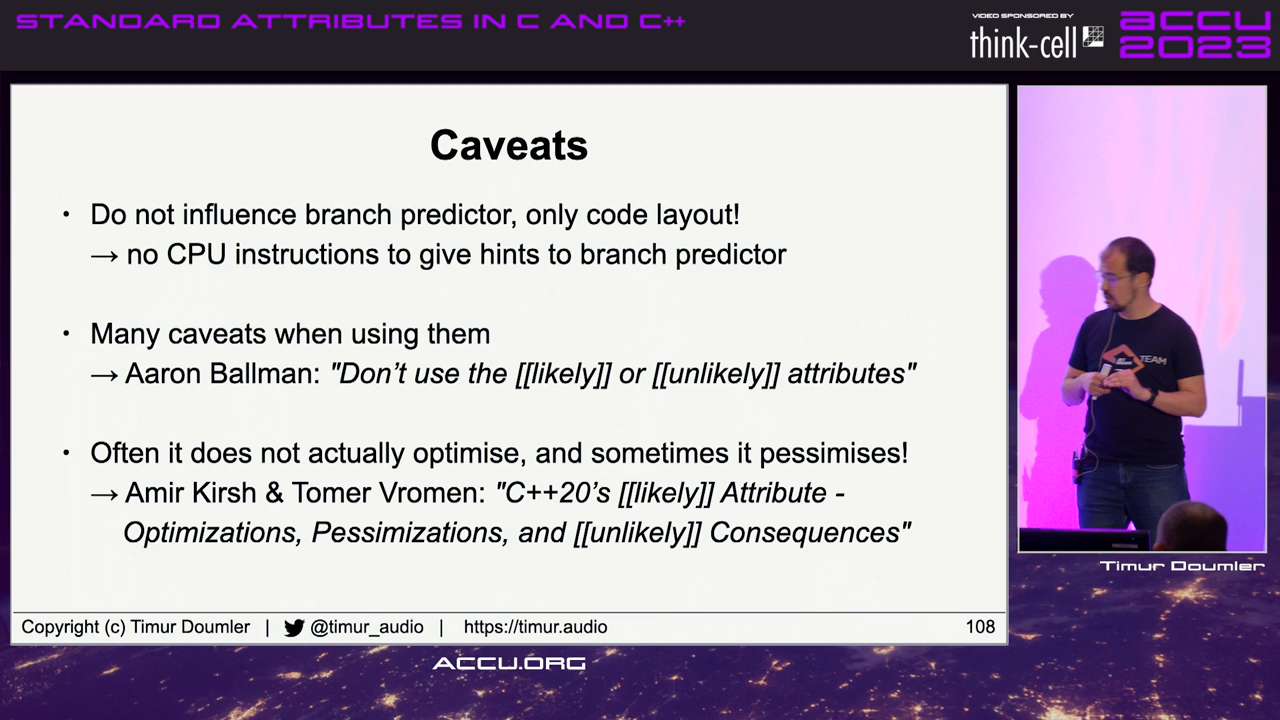 STANDARD ATTRIBUTES IN C AND C++
VIDEO SPONSORED BY
think-cell
ACCU
2023
Caveats
• Do not influence branch predictor, only code layout!
→ no CPU instructions to give hints to branch predictor
• Many caveats when using them
→ Aaron Ballman: "Don't use the [[likely]] or [[unlikely]] attributes"
• Often it does not actually optimise, and sometimes it pessimises!
→ Amir Kirsh & Tomer Vromen: "C++20's [[likely]] Attribute -
Optimizations, Pessimizations, and [[unlikely]] Consequences"
TEAM
Copyright (c) Timur Doumler | @timur_audio | https://timur.audio 108
Timur Doumler
ACCU.ORG